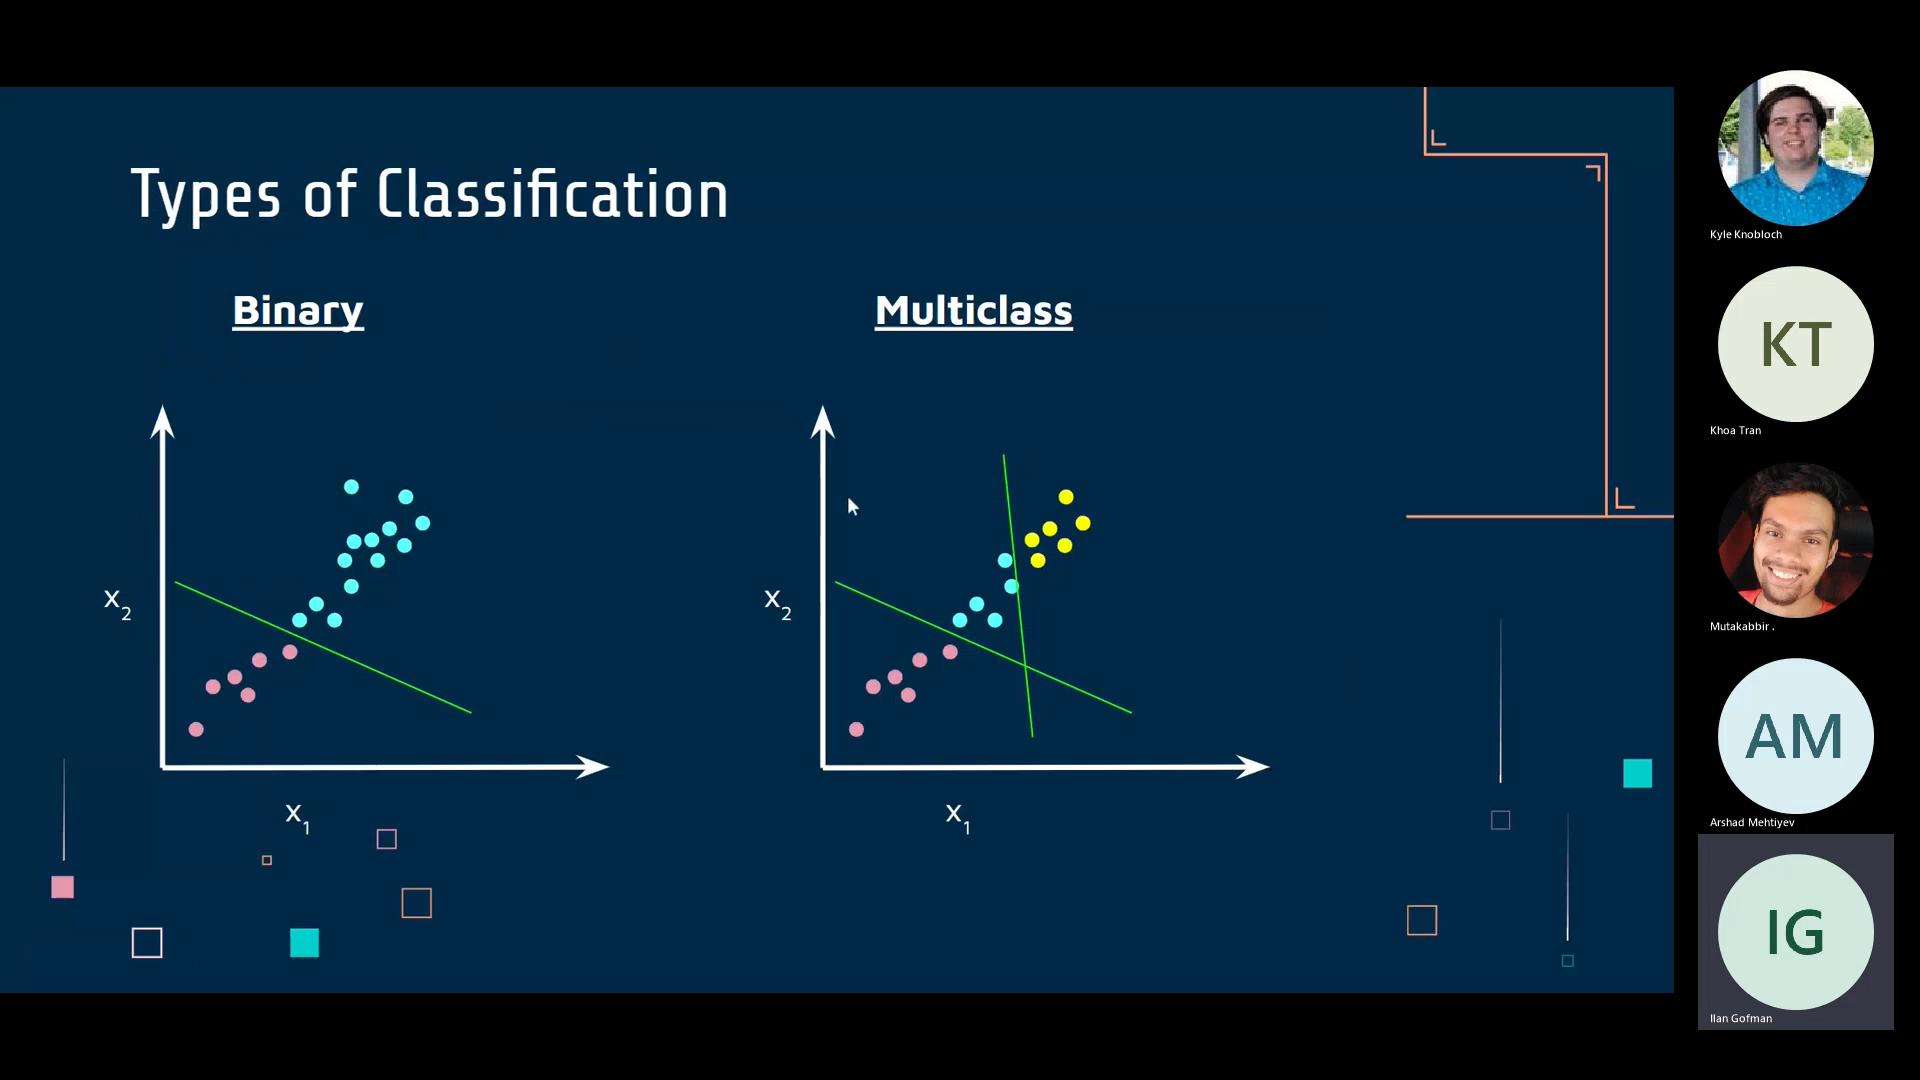 Types of Classification
Binary
Multiclass
x2
x1
x2
x1
Kyle Knobloch
KT
Khoa Tran
Mutakabbir .
AM
Arshad Mehtiyev
IG
Ilan Gofman